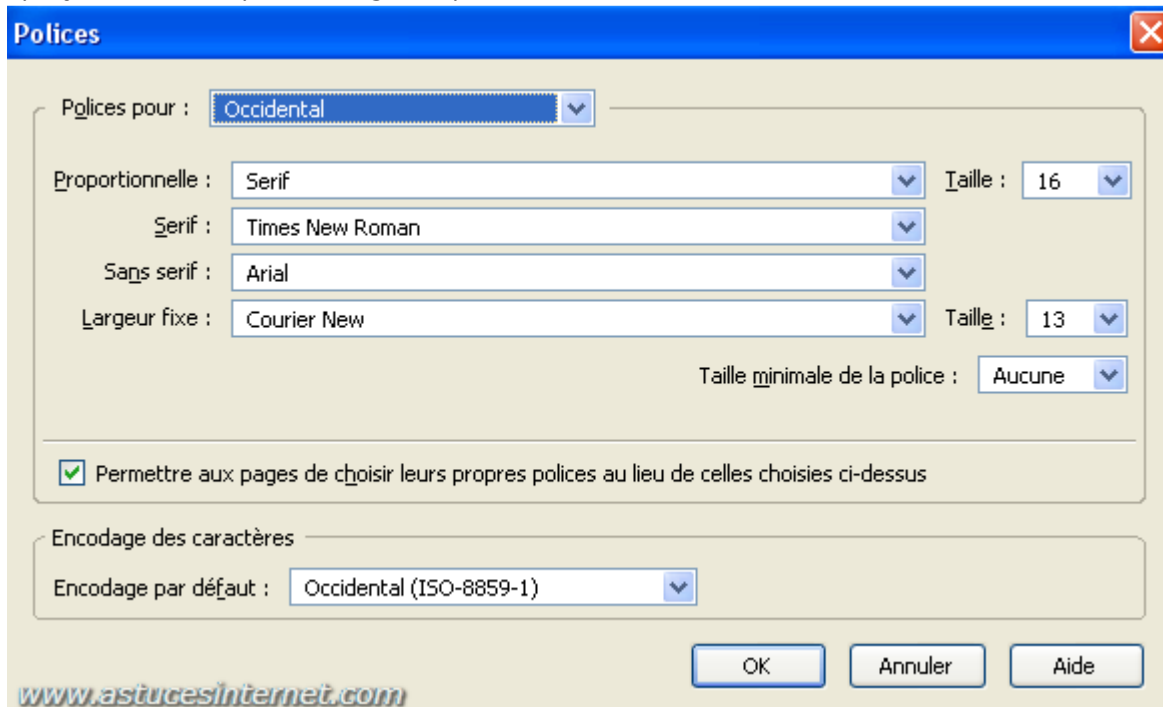 Polices
Polices pour : Occidental
Proportionnelle : Serif Taille : 16
Serif : Times New Roman
Sans serif : Arial
Largeur fixe : Courier New Taille : 13
Taille minimale de la police : Aucune
Permettre aux pages de choisir leurs propres polices au lieu de celles choisies ci-dessus
Encodage des caractères
Encodage par défaut : Occidental (ISO-8859-1)
OK Annuler Aide
www.astucesinternet.com